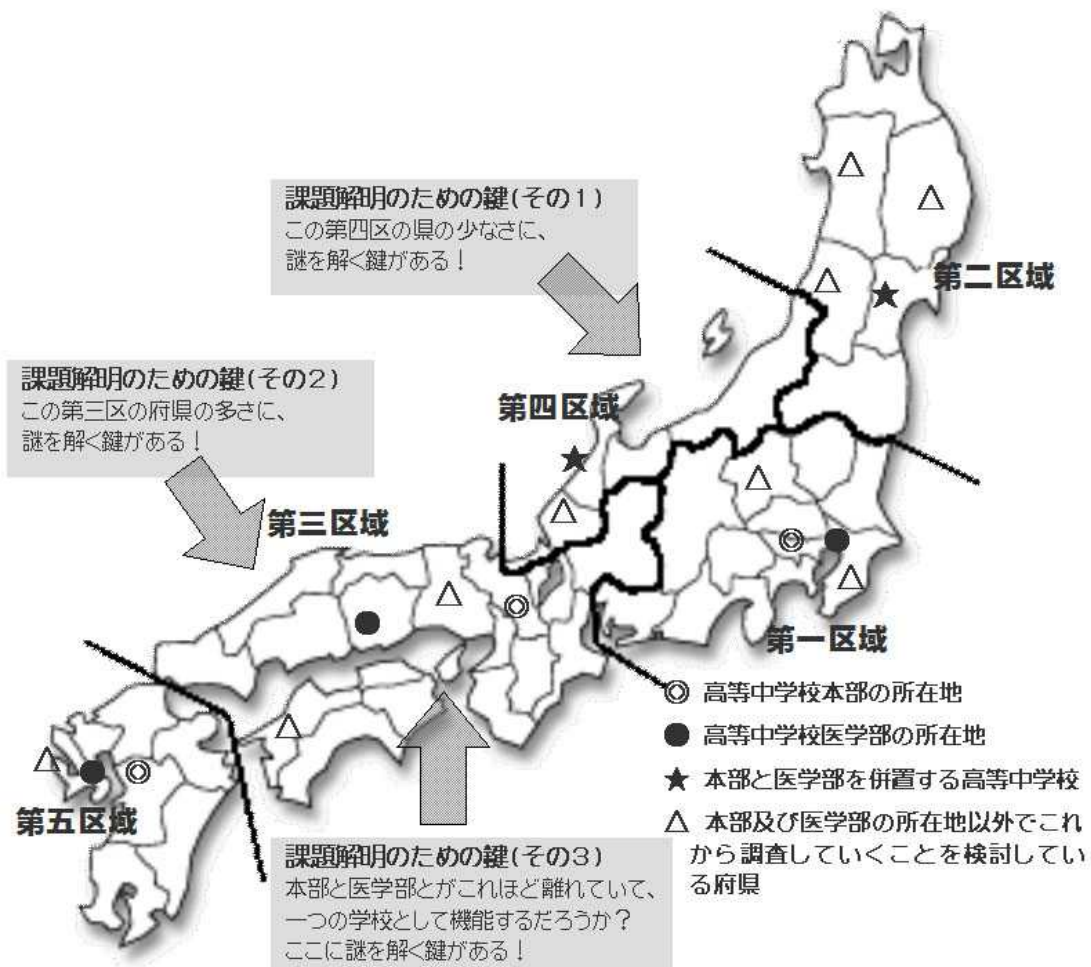 課題解明のための鍵(その1)
この第四区の県の少なさに、
謎を解く鍵がある！
第二区域
課題解明のための鍵(その2)
この第三区の府県の多さに、
謎を解く鍵がある！
第四区域
第三区域
第一区域
◎ 高等中学校本部の所在地
● 高等中学校医学部の所在地
★ 本部と医学部を併置する高等中学校
△ 本部及び医学部の所在地以外でこれ
から調査していくことを検討してい
る府県
第五区域
課題解明のための鍵(その3)
本部と医学部とがこれほど離れていて、
一つの学校として機能するだろうか？
ここに謎を解く鍵がある！